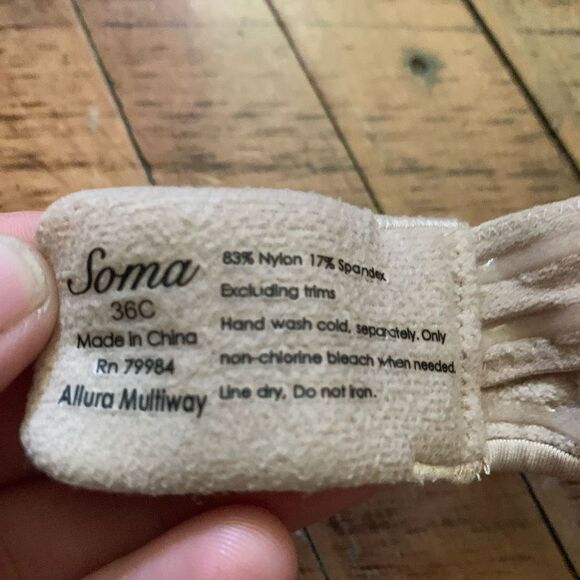 Soma
36C
Made in China
Rn 79984
Allura Multiway
83% Nylon 17% Spandex
Excluding trims
Hand wash cold, separately. Only
non-chlorine bleach when needed.
Line dry, Do not iron.